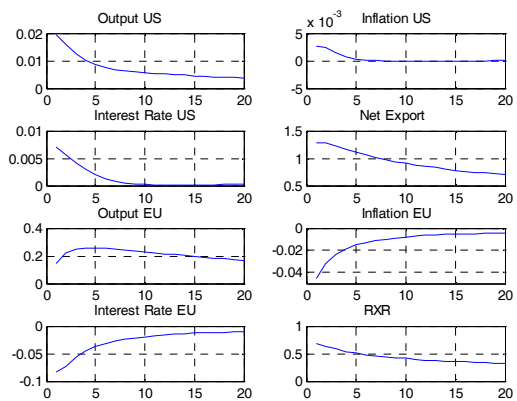 Output US
0.02
0.01
0
0 5 10 15 20
Inflation US
x 10⁻³
5
0
-5
0 5 10 15 20
Interest Rate US
0.01
0.005
0
0 5 10 15 20
Net Export
1.5
1
0.5
0 5 10 15 20
Output EU
0.4
0.2
0
0 5 10 15 20
Inflation EU
0
-0.02
-0.04
0 5 10 15 20
Interest Rate EU
0
-0.05
-0.1
0 5 10 15 20
RXR
1
0.5
0
0 5 10 15 20